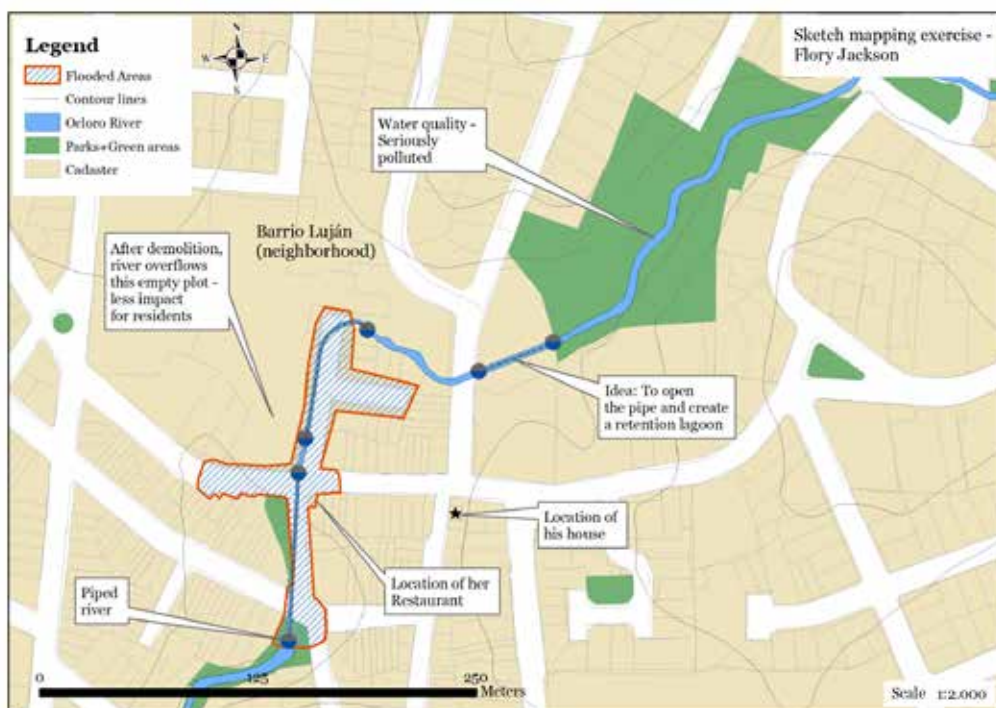 Legend
Flooded Areas
Contour lines
Ocloro River
Parks+Green areas
Cadaster
N
W
E
S
Sketch mapping exercise -
Flory Jackson
Water quality -
Seriously
polluted
Barrio Luján
(neighborhood)
After demolition,
river overflows
this empty plot -
less impact
for residents
Idea: To open
the pipe and create
a retention lagoon
Location of
his house
Location of her
Restaurant
Piped
river
0
125
250
Meters
Scale 1:2.000